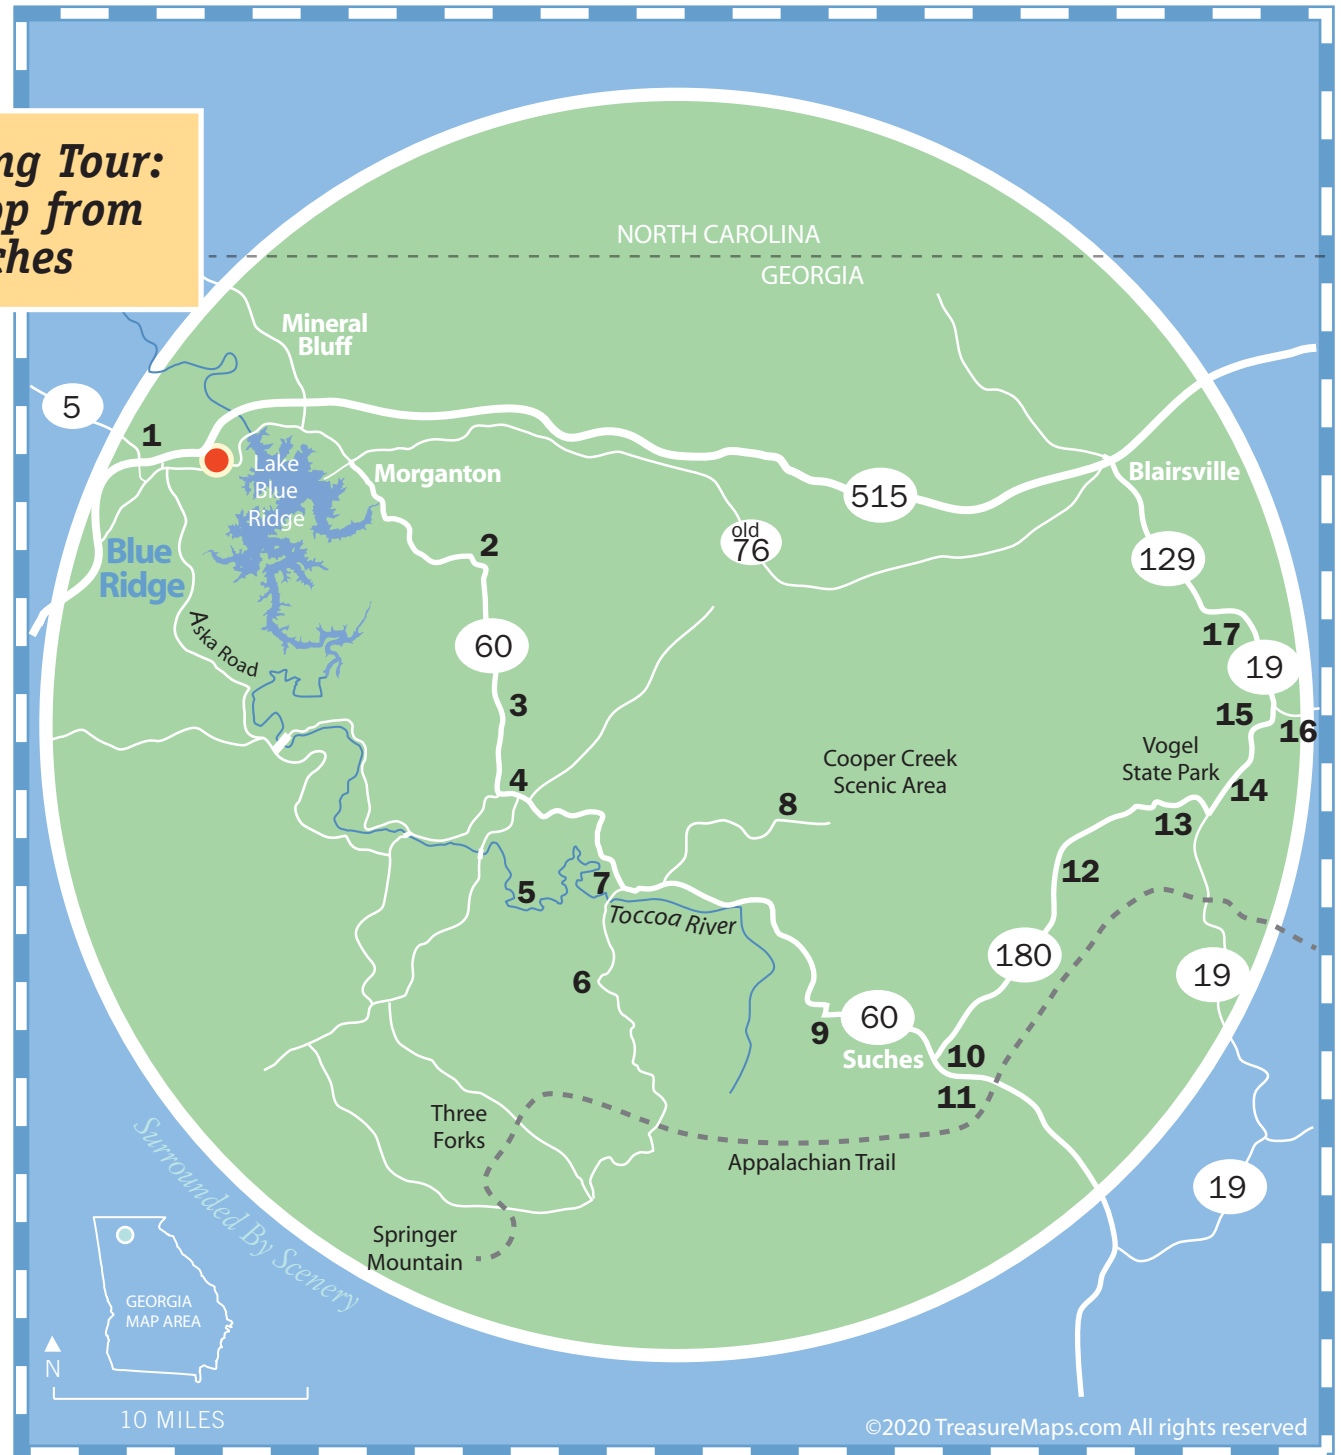 ng Tour:
op from
ches
NORTH CAROLINA
GEORGIA
Mineral
Bluff
5
1
Lake
Blue
Ridge
Morganton
515
Blairsville
old
76
2
129
Blue
Ridge
60
Aska Road
17
19
3
15
16
Vogel
State Park
Cooper Creek
Scenic Area
4
8
14
13
12
5
7
Toccoa River
6
180
19
9
60
Suches
10
11
Three
Forks
Appalachian Trail
19
Springer
Mountain
Surrounded By Scenery
GEORGIA
MAP AREA
N
10 MILES
©2020 TreasureMaps.com All rights reserved